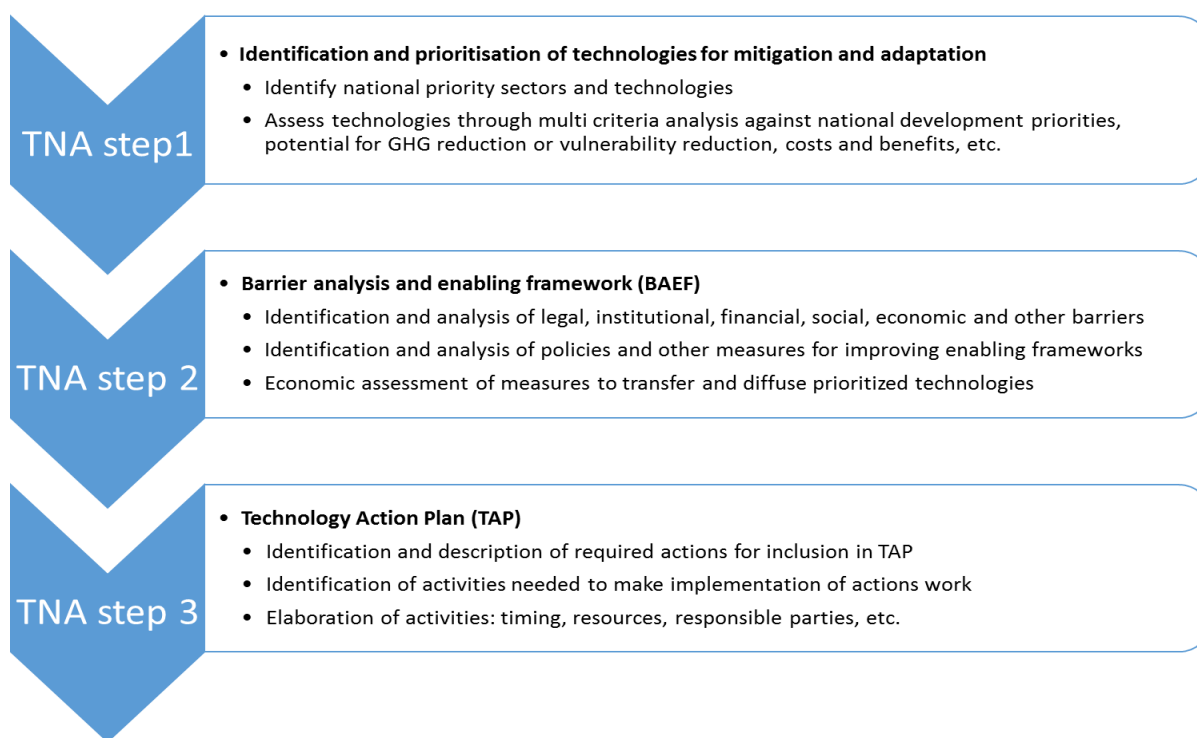 TNA step1
• Identification and prioritisation of technologies for mitigation and adaptation
• Identify national priority sectors and technologies
• Assess technologies through multi criteria analysis against national development priorities,
potential for GHG reduction or vulnerability reduction, costs and benefits, etc.
TNA step 2
• Barrier analysis and enabling framework (BAEF)
• Identification and analysis of legal, institutional, financial, social, economic and other barriers
• Identification and analysis of policies and other measures for improving enabling frameworks
• Economic assessment of measures to transfer and diffuse prioritized technologies
TNA step 3
• Technology Action Plan (TAP)
• Identification and description of required actions for inclusion in TAP
• Identification of activities needed to make implementation of actions work
• Elaboration of activities: timing, resources, responsible parties, etc.